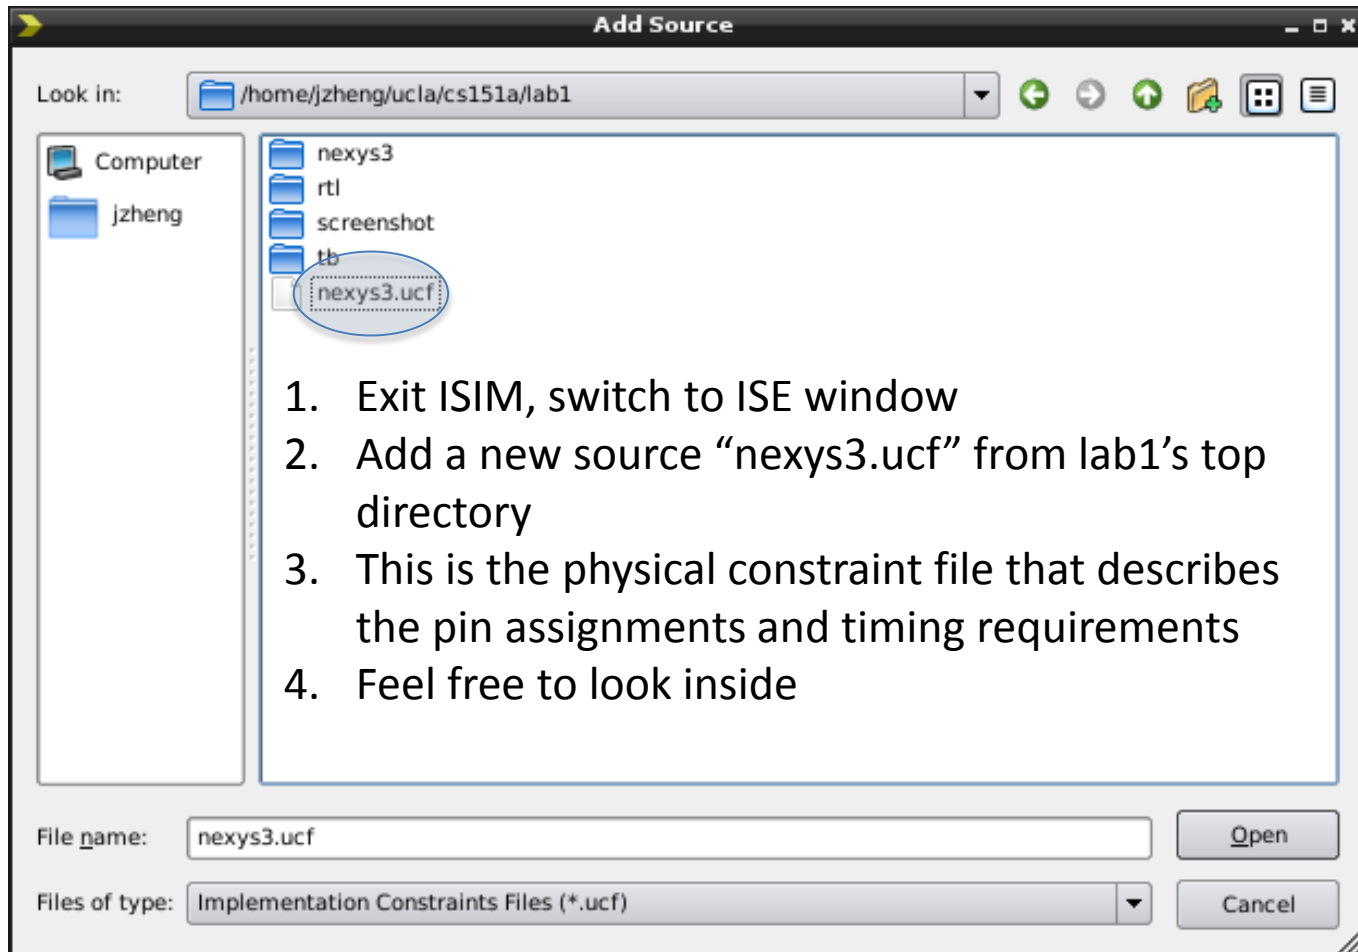 Add Source
Look in:
/home/jzheng/ucla/cs151a/lab1
Computer
jzheng
nexys3
rtl
screenshot
tb
nexys3.ucf
1. Exit ISIM, switch to ISE window
2. Add a new source “nexys3.ucf” from lab1’s top
directory
3. This is the physical constraint file that describes
the pin assignments and timing requirements
4. Feel free to look inside
File name:
nexys3.ucf
Open
Files of type:
Implementation Constraints Files (*.ucf)
Cancel